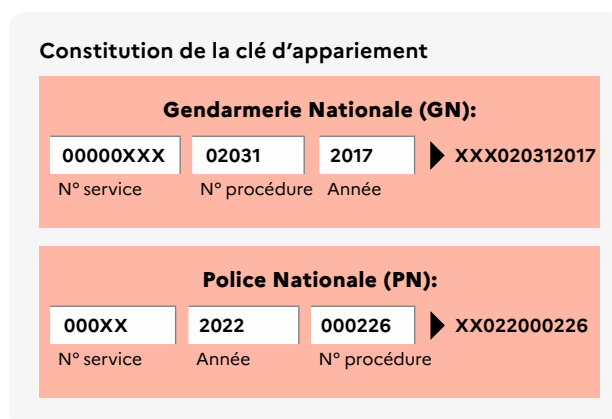 Constitution de la clé d'appariement
Gendarmerie Nationale (GN):
00000XXX 02031 2017 XXX020312017
N° service N° procédure Année
Police Nationale (PN):
000XX 2022 000226 XX022000226
N° service Année N° procédure